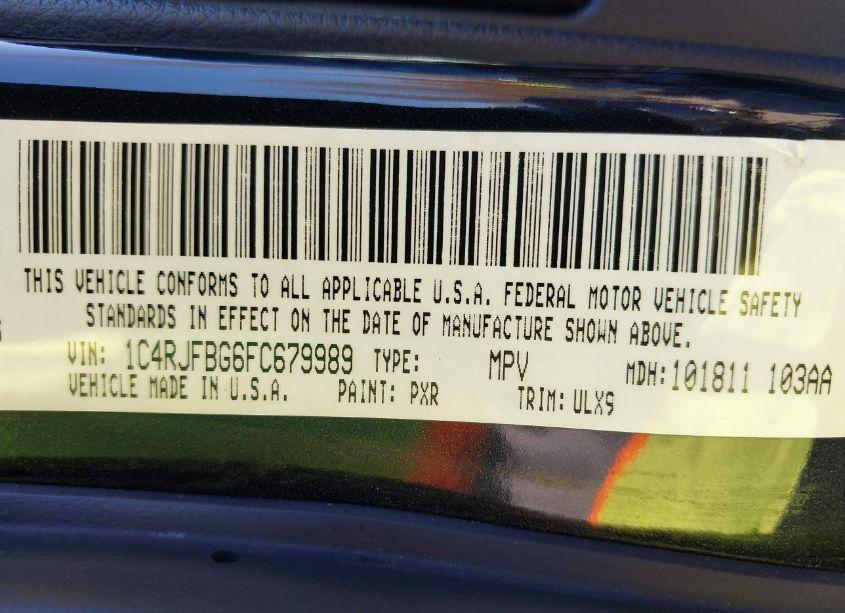 THIS VEHICLE CONFORMS TO ALL APPLICABLE U.S.A. FEDERAL MOTOR VEHICLE SAFETY
STANDARDS IN EFFECT ON THE DATE OF MANUFACTURE SHOWN ABOVE.
VIN: 1C4RJFBG6FC679989 TYPE: MPV MDH: 101811 103AA
VEHICLE MADE IN U.S.A. PAINT: PXR TRIM: ULX9